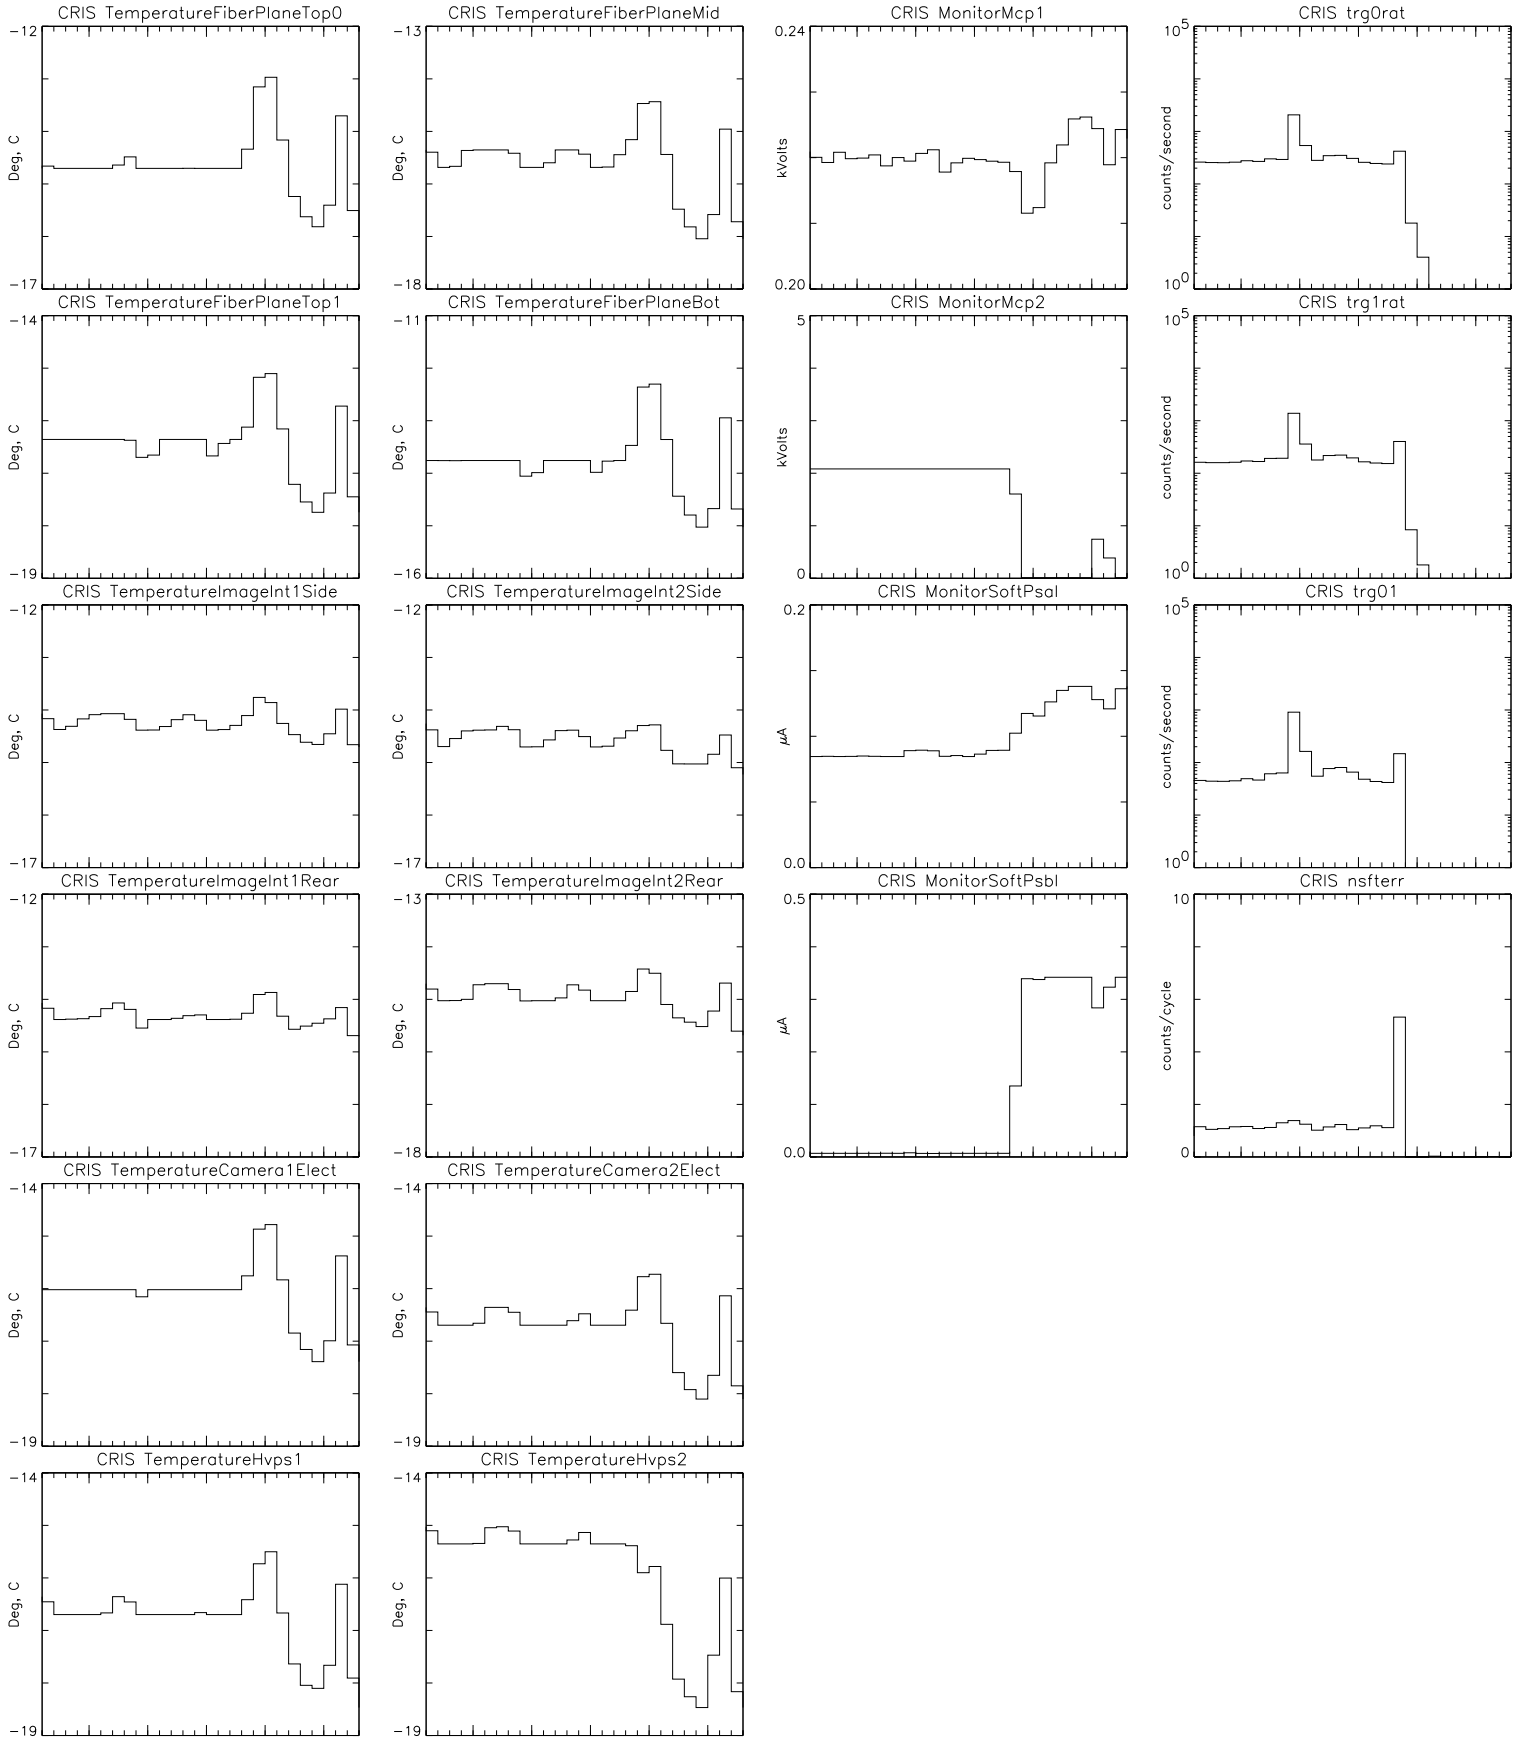 CRIS TemperatureFiberPlaneTop0
CRIS TemperatureFiberPlaneMid
CRIS MonitorMcp1
CRIS trg0rat
-12
-17
Deg, C
-13
-18
Deg, C
0.24
0.20
kVolts
10^5
10^0
counts/second
CRIS TemperatureFiberPlaneTop1
CRIS TemperatureFiberPlaneBot
CRIS MonitorMcp2
CRIS trg1rat
-14
-19
Deg, C
-11
-16
Deg, C
5
0
kVolts
10^5
10^0
counts/second
CRIS TemperatureImageInt1Side
CRIS TemperatureImageInt2Side
CRIS MonitorSoftPsaI
CRIS trg01
-12
-17
Deg, C
-12
-17
Deg, C
0.2
0.0
μA
10^5
10^0
counts/second
CRIS TemperatureImageInt1Rear
CRIS TemperatureImageInt2Rear
CRIS MonitorSoftPsbI
CRIS nsfterr
-12
-17
Deg, C
-13
-18
Deg, C
0.5
0.0
μA
10
0
counts/cycle
CRIS TemperatureCamera1Elect
CRIS TemperatureCamera2Elect
-14
-19
Deg, C
-14
-19
Deg, C
CRIS TemperatureHvps1
CRIS TemperatureHvps2
-14
-19
Deg, C
-14
-19
Deg, C